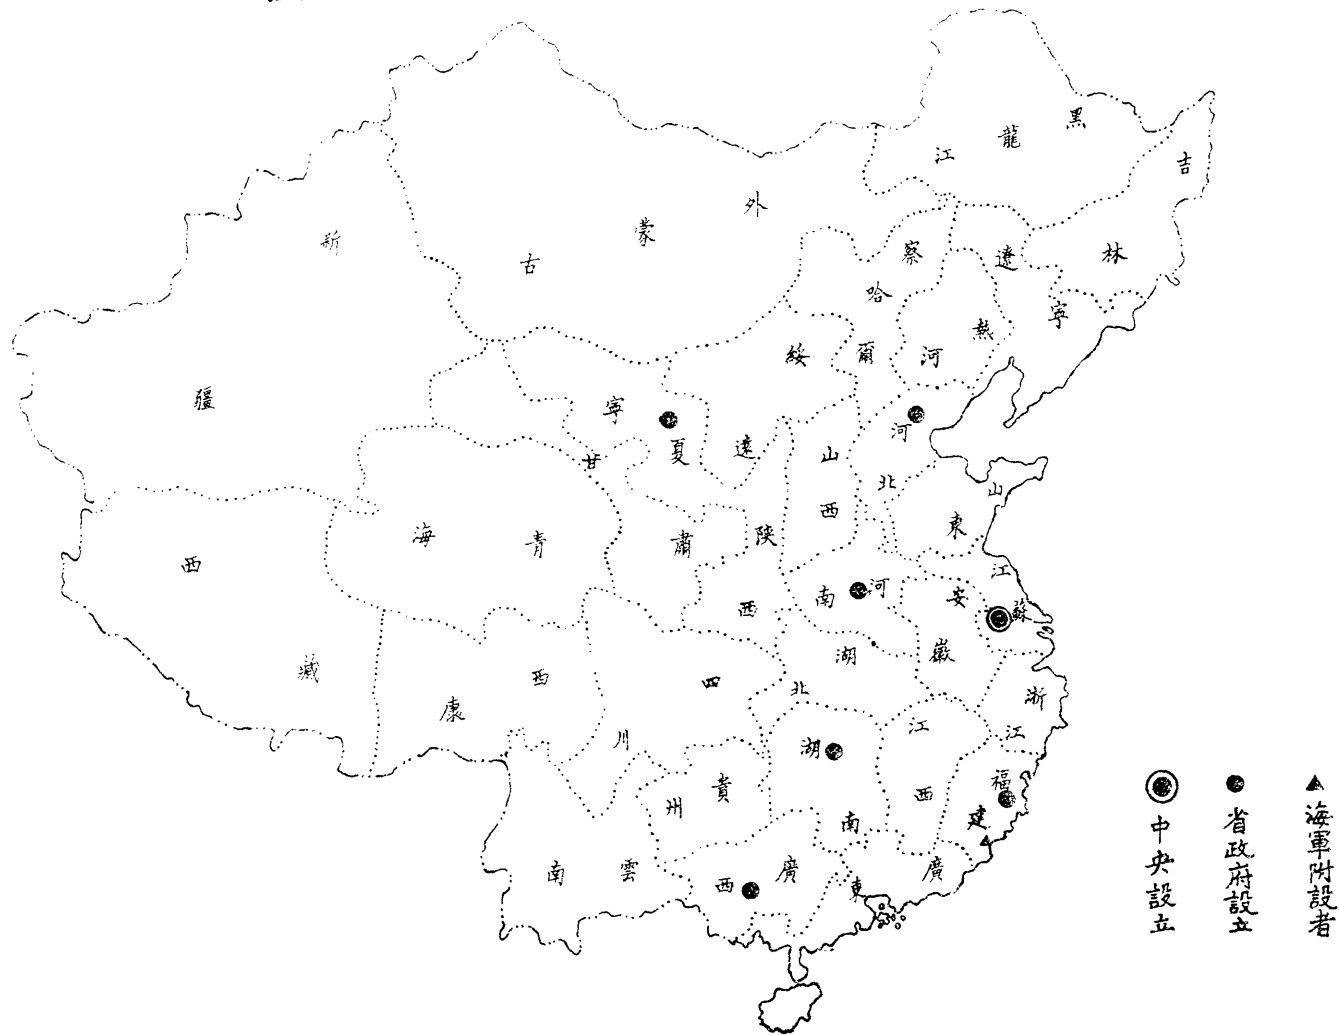 黑龍江
吉林
外蒙古
新疆
察哈爾
遼寧
熱河
綏遠
寧夏
甘肅
河北
山西
山東
青海
陝西
西藏
河南
江蘇
安徽
湖北
西康
四川
浙江
湖南
江西
福建
貴州
雲南
廣西
廣東
海軍附設者
省政府設立
中央設立